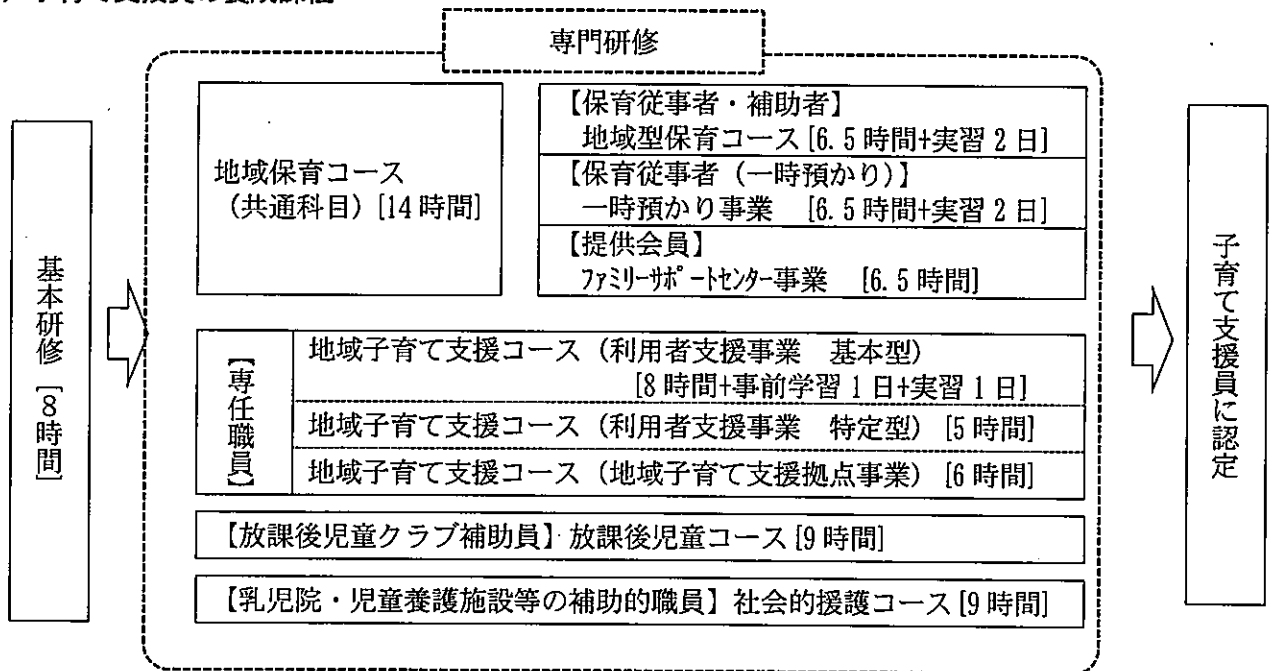 専門研修
基本研修［8時間］
地域保育コース
（共通科目）[14時間]
【保育従事者・補助者】
地域型保育コース[6.5時間+実習2日]
【保育従事者（一時預かり）】
一時預かり事業 [6.5時間+実習2日]
【提供会員】
ﾌｧﾐﾘｰｻﾎﾟｰﾄｾﾝﾀｰ事業 [6.5時間]
【専任職員】
地域子育て支援コース（利用者支援事業 基本型）
[8時間+事前学習1日+実習1日]
地域子育て支援コース（利用者支援事業 特定型）[5時間]
地域子育て支援コース（地域子育て支援拠点事業）[6時間]
【放課後児童クラブ補助員】放課後児童コース[9時間]
【乳児院・児童養護施設等の補助的職員】社会的援護コース[9時間]
子育て支援員に認定